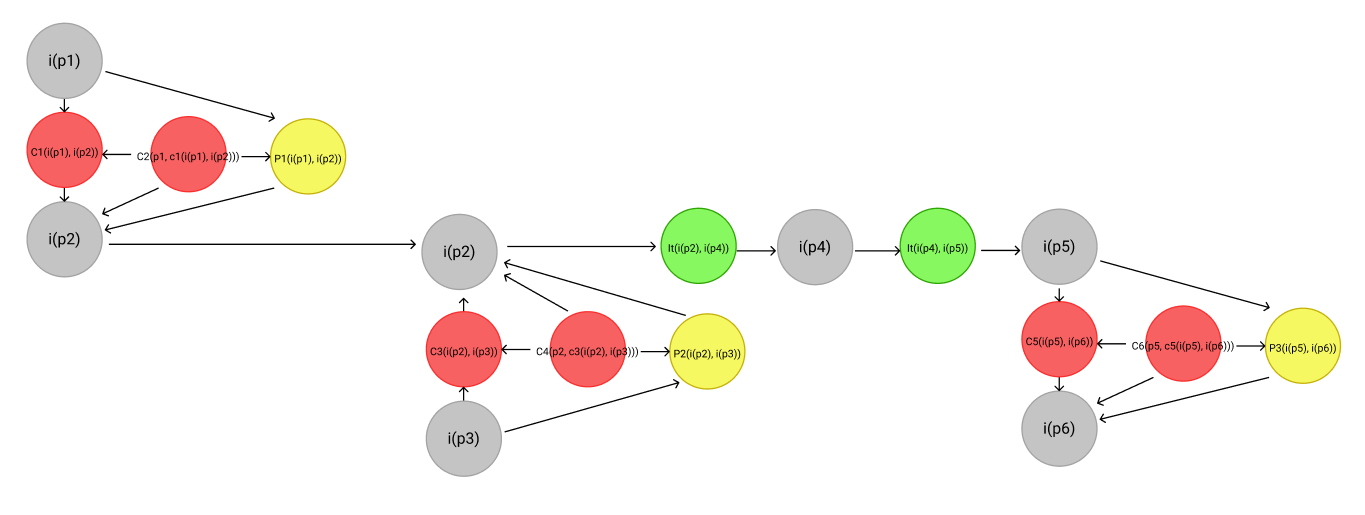 i(p1)
C1(i(p1), i(p2))
C2(p1, c1(i(p1), i(p2)))
P1(i(p1), i(p2))
i(p2)
i(p2)
It(i(p2), i(p4))
i(p4)
It(i(p4), i(p5))
i(p5)
C3(i(p2), i(p3))
C4(p2, c3(i(p2), i(p3)))
P2(i(p2), i(p3))
i(p3)
C5(i(p5), i(p6))
C6(p5, c5(i(p5), i(p6)))
P3(i(p5), i(p6))
i(p6)